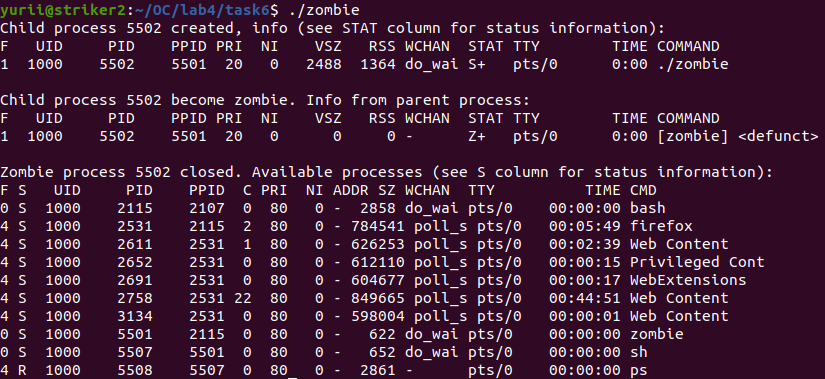 yurii@striker2:~/OC/lab4/task6$ ./zombie
Child process 5502 created, info (see STAT column for status information):
F   UID     PID    PPID PRI  NI    VSZ   RSS WCHAN  STAT TTY        TIME COMMAND
1  1000    5502    5501  20   0   2488  1364 do_wai S+   pts/0      0:00 ./zombie
Child process 5502 become zombie. Info from parent process:
F   UID     PID    PPID PRI  NI    VSZ   RSS WCHAN  STAT TTY        TIME COMMAND
1  1000    5502    5501  20   0      0     0 -      Z+   pts/0      0:00 [zombie] <defunct>
Zombie process 5502 closed. Available processes (see S column for status information):
F S   UID     PID    PPID  C PRI  NI ADDR SZ WCHAN  TTY          TIME CMD
0 S  1000    2115    2107  0  80   0 -  2858 do_wai pts/0    00:00:00 bash
4 S  1000    2531    2115  2  80   0 - 784541 poll_s pts/0   00:05:49 firefox
4 S  1000    2611    2531  1  80   0 - 626253 poll_s pts/0   00:02:39 Web Content
4 S  1000    2652    2531  0  80   0 - 612110 poll_s pts/0   00:00:15 Privileged Cont
4 S  1000    2691    2531  0  80   0 - 604677 poll_s pts/0   00:00:17 WebExtensions
4 S  1000    2758    2531 22  80   0 - 849665 poll_s pts/0   00:44:51 Web Content
4 S  1000    3134    2531  0  80   0 - 598004 poll_s pts/0   00:00:01 Web Content
0 S  1000    5501    2115  0  80   0 -   622 do_wai pts/0    00:00:00 zombie
0 S  1000    5507    5501  0  80   0 -   652 do_wai pts/0    00:00:00 sh
4 R  1000    5508    5507  0  80   0 -  2861 -      pts/0    00:00:00 ps